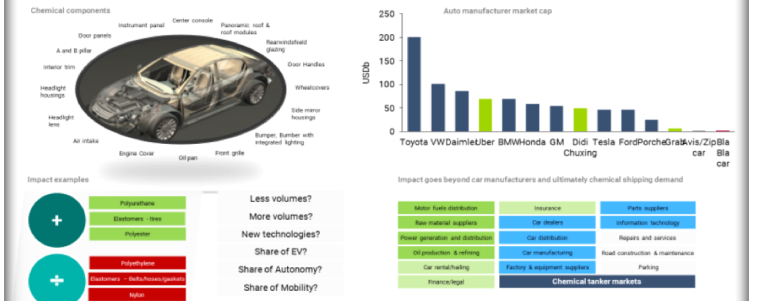 Chemical components
Center console
Instrument panel
Panoramic roof &
roof modules
Door panels
Rearwindshield
glazing
A and B pillar
Door Handles
Interior trim
Wheelcovers
Headlight
housings
Side mirror
housings
Headlight
lens
Bumper, Bumber with
integrated lighting
Air intake
Engine Cover
Oil pan
Front grille
Auto manufacturer market cap
USDb
250
200
150
100
50
0
Toyota VW Daimler Uber BMW Honda GM Didi Chuxing Tesla Ford Porche Grab Avis/Zip car Bla Bla car
Impact examples
+
Polyurethane
Elastomers - tires
Polyester
+
Polyethylene
Elastomers - Belts/hoses/gaskets
Nylon
Less volumes?
More volumes?
New technologies?
Share of EV?
Share of Autonomy?
Share of Mobility?
Impact goes beyond car manufacturers and ultimately chemical shipping demand
Motor fuels distribution
Insurance
Parts suppliers
Raw material suppliers
Car dealers
Information technology
Power generation and distribution
Car distribution
Repairs and services
Oil production & refining
Car manufacturing
Road construction & maintenance
Car rental/hailing
Factory & equipment suppliers
Parking
Finance/legal
Chemical tanker markets